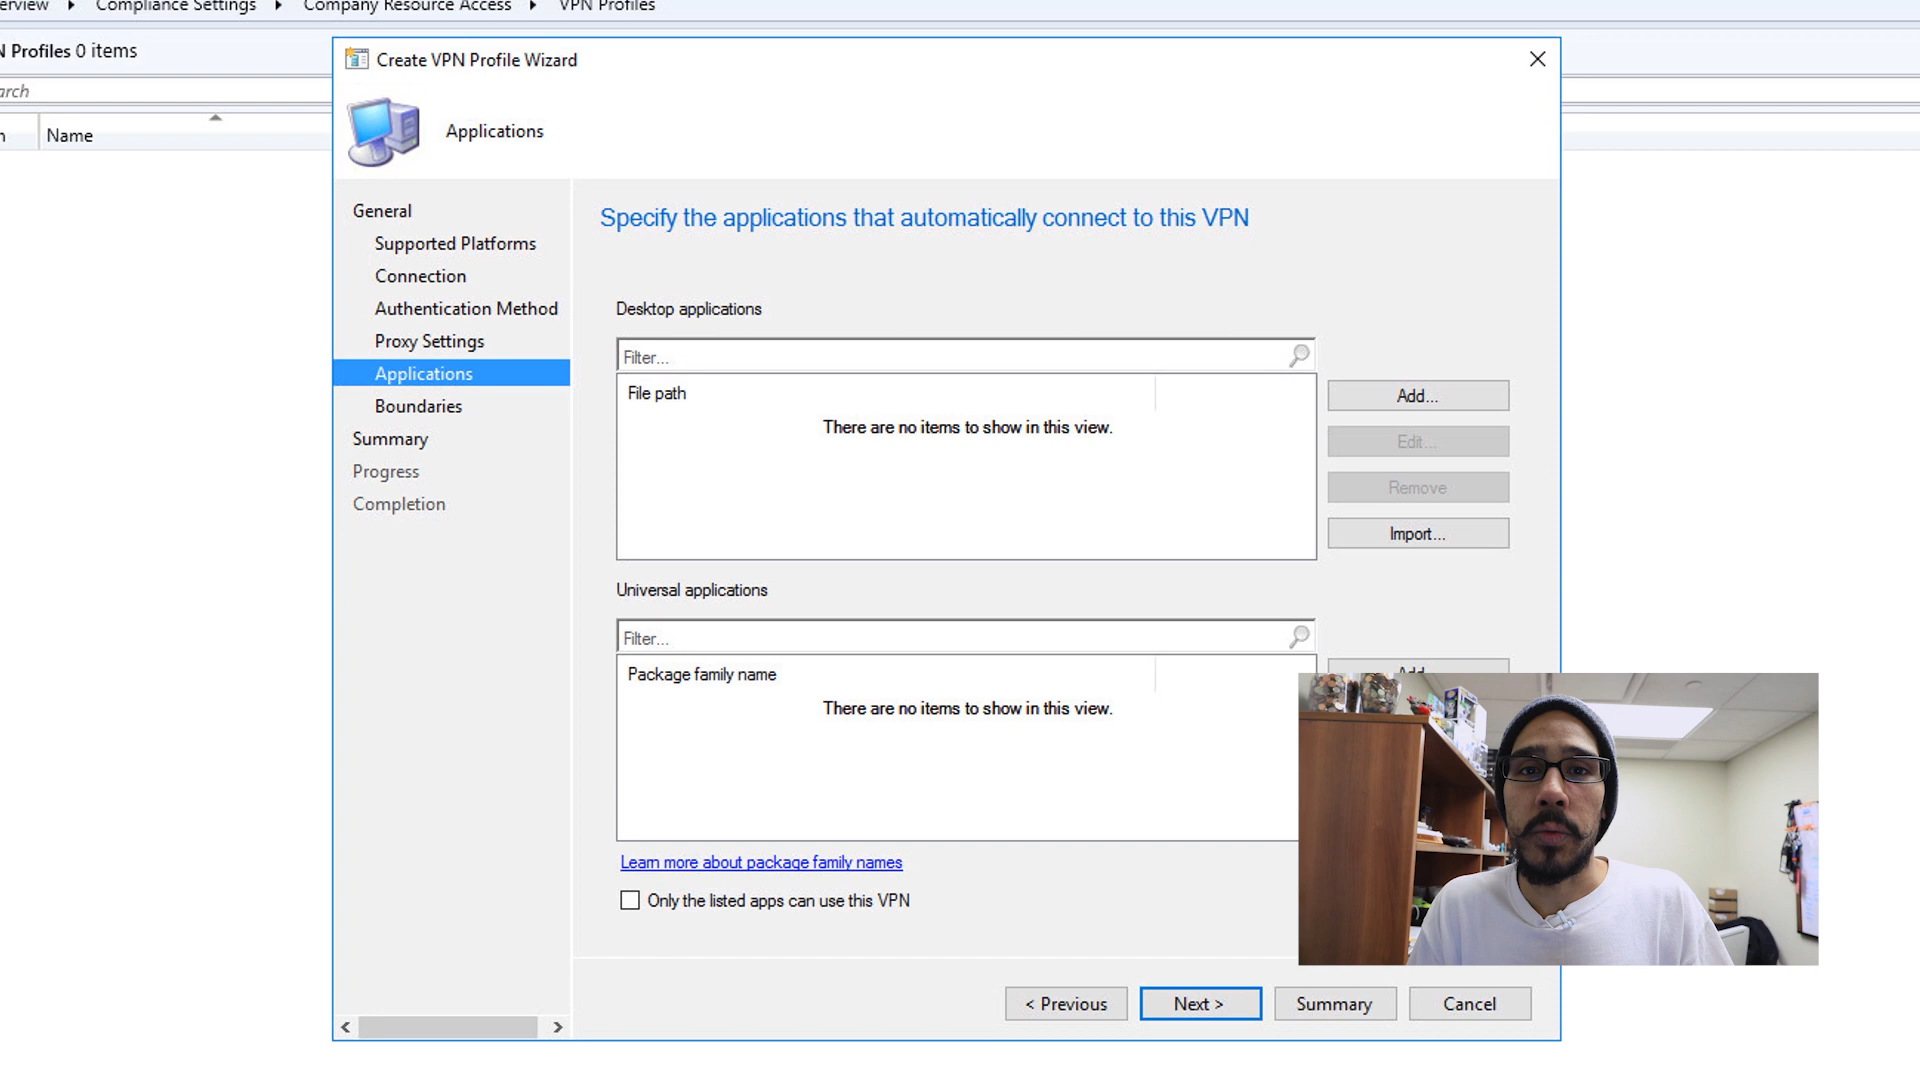 Compliance Settings ▸ Company Resource Access ▸ VPN Profiles
Profiles 0 items
Name
Create VPN Profile Wizard
Applications
General
Supported Platforms
Connection
Authentication Method
Proxy Settings
Applications
Boundaries
Summary
Progress
Completion
Specify the applications that automatically connect to this VPN
Desktop applications
Filter...
File path
There are no items to show in this view.
Add...
Edit...
Remove
Import...
Universal applications
Filter...
Package family name
There are no items to show in this view.
Add...
Learn more about package family names
Only the listed apps can use this VPN
< Previous
Next >
Summary
Cancel